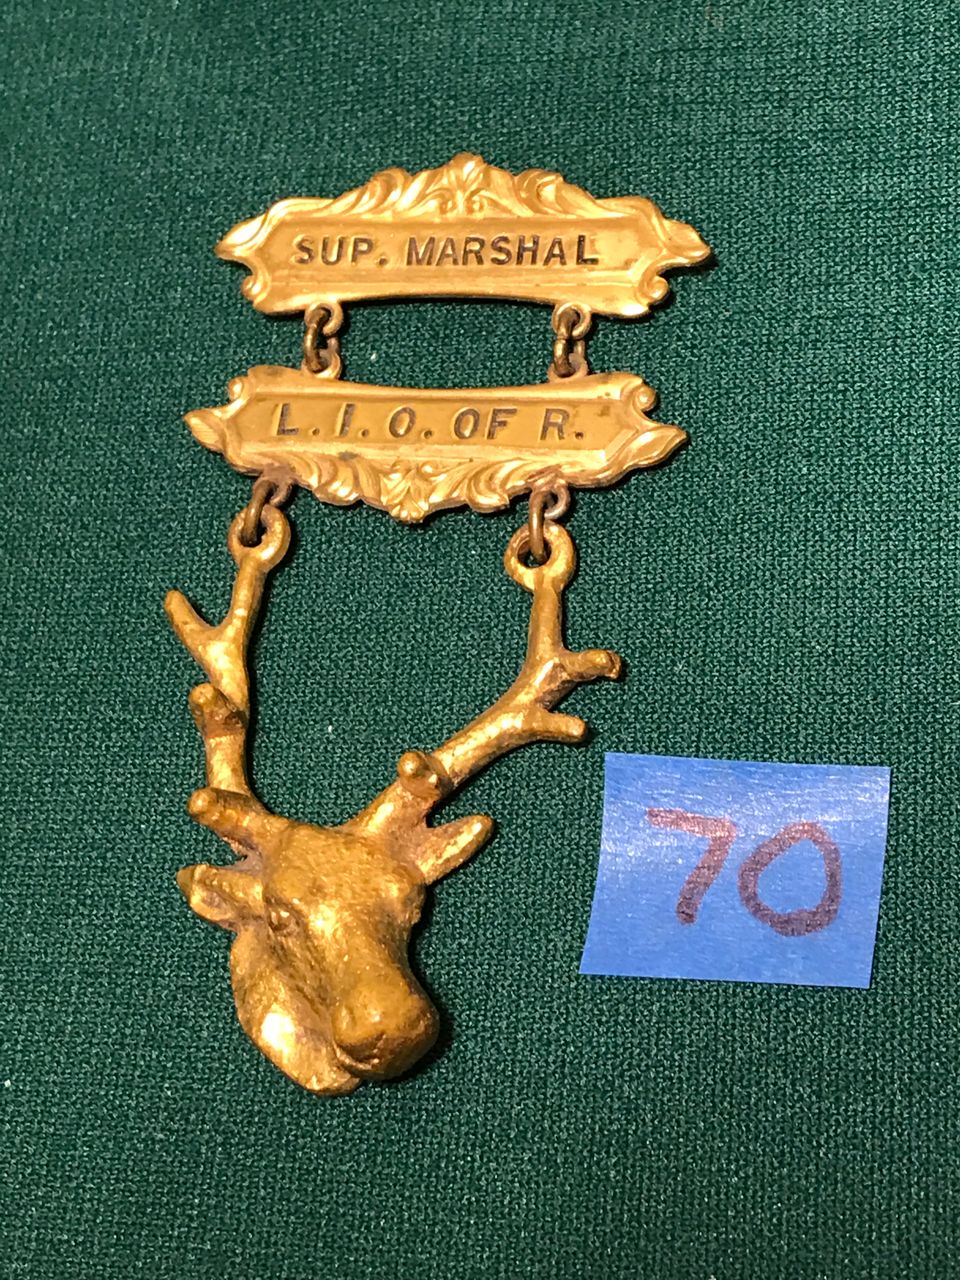 SUP. MARSHAL
L.I.O. OF R.
70